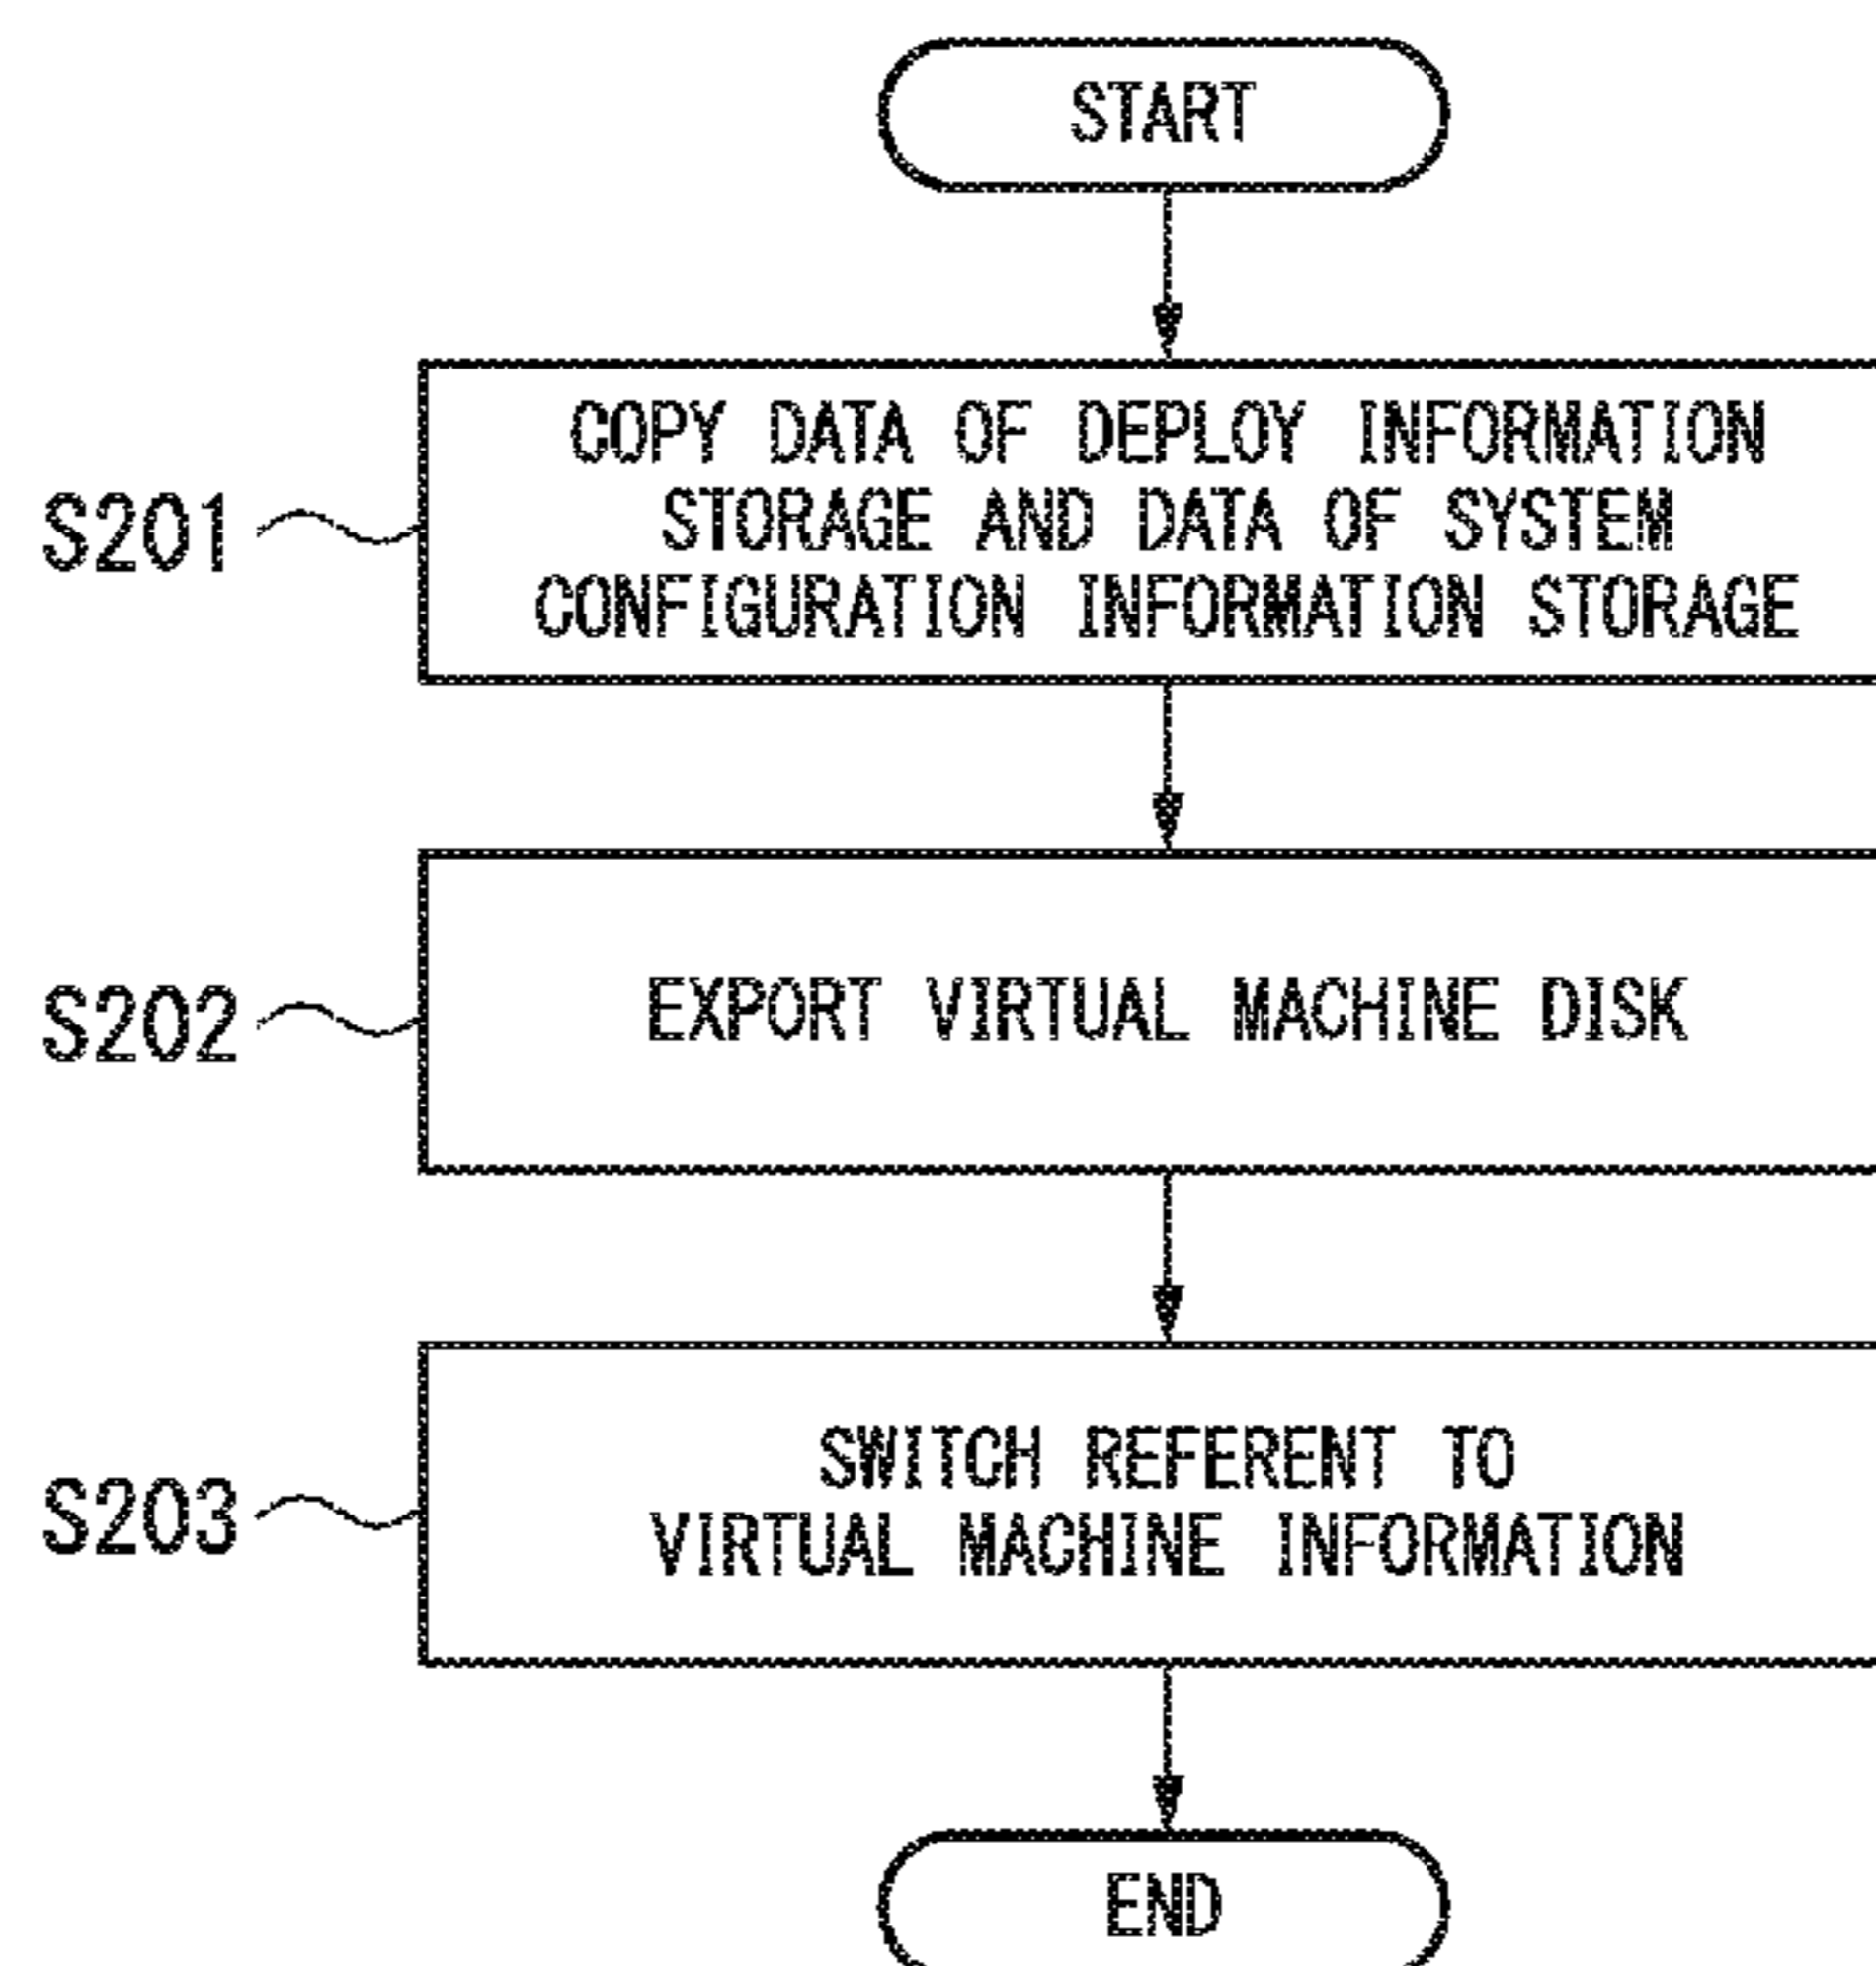 START
S201
COPY DATA OF DEPLOY INFORMATION
STORAGE AND DATA OF SYSTEM
CONFIGURATION INFORMATION STORAGE
S202
EXPORT VIRTUAL MACHINE DISK
S203
SWITCH REFERENT TO
VIRTUAL MACHINE INFORMATION
END